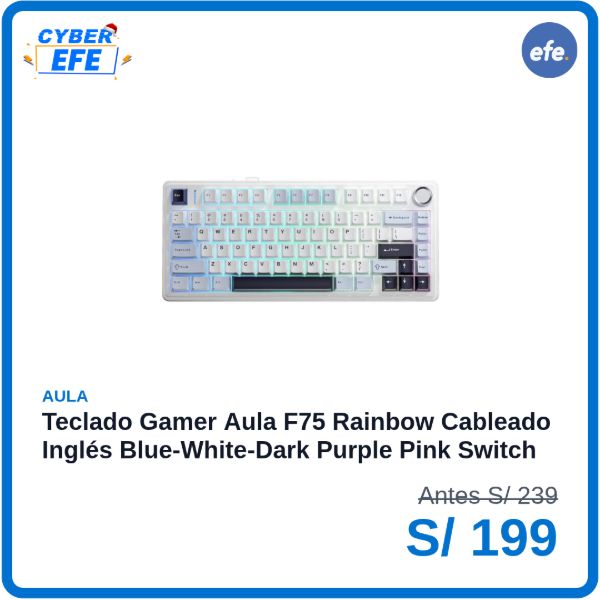 CYBER
EFE
efe.
AULA
Teclado Gamer Aula F75 Rainbow Cableado
Inglés Blue-White-Dark Purple Pink Switch
Antes S/ 239
S/ 199